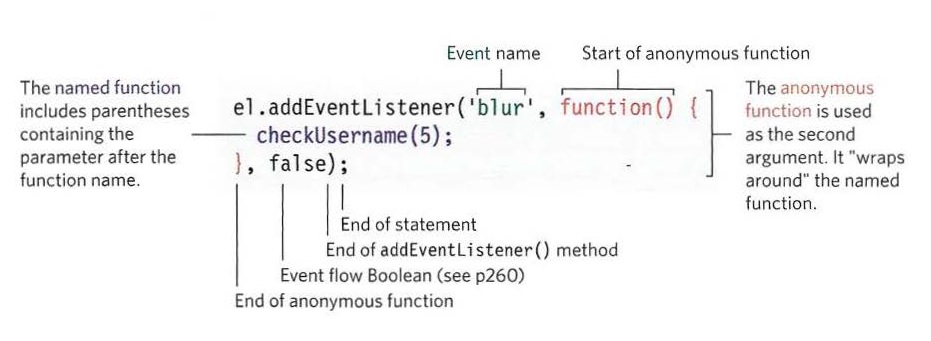 Event name
Start of anonymous function
The named function
includes parentheses
containing the
parameter after the
function name.
el.addEventListener('blur', function() {
checkUsername(5);
}, false);
The anonymous
function is used
as the second
argument. It "wraps
around" the named
function.
End of statement
End of addEventListener() method
Event flow Boolean (see p260)
End of anonymous function